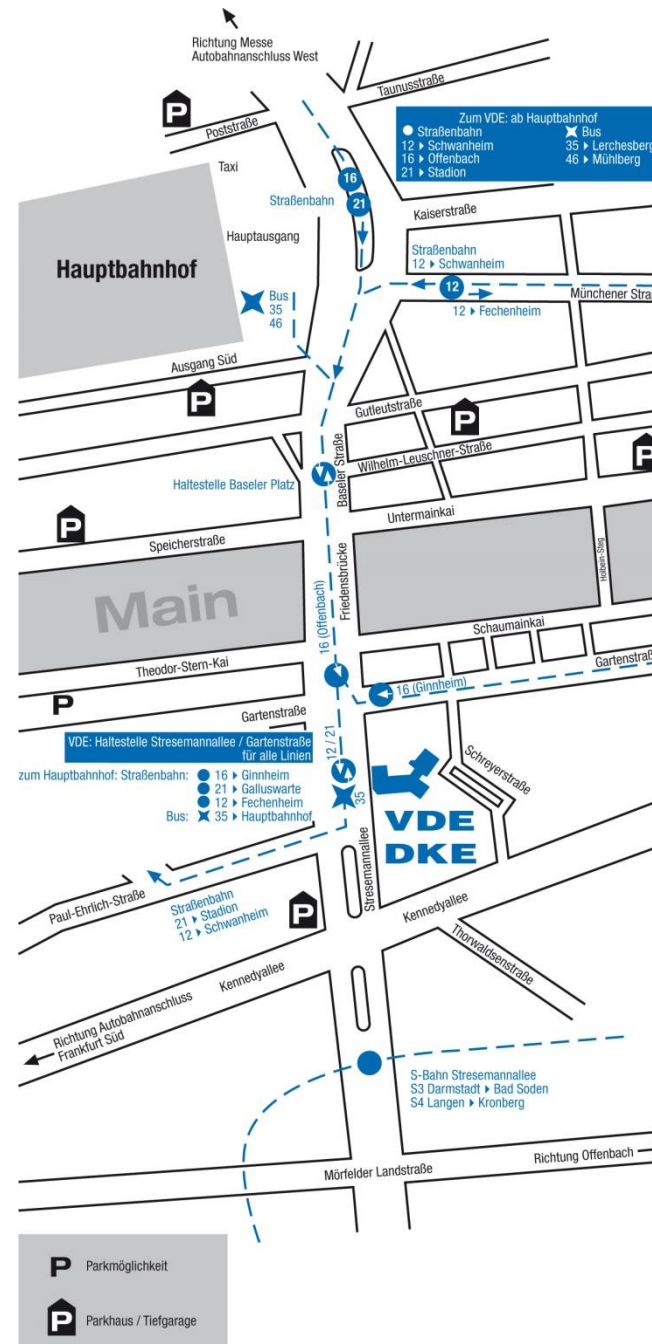 Richtung Messe
Autobahnanschluss West
Taunusstraße
P
Poststraße
Zum VDE: ab Hauptbahnhof
Straßenbahn
12 ▸ Schwanheim
16 ▸ Offenbach
21 ▸ Stadion
Bus
35 ▸ Lerchesberg
46 ▸ Mühlberg
Taxi
16
21
Straßenbahn
Kaiserstraße
Hauptausgang
Hauptbahnhof
Straßenbahn
12 ▸ Schwanheim
12
Münchener Stra
12 ▸ Fechenheim
Bus
35
46
Ausgang Süd
P
Gutleutstraße
P
Baseler Straße
Wilhelm-Leuschner-Straße
P
Haltestelle Baseler Platz
P
Untermainkai
Speicherstraße
Main
Friedensbrücke
Holbein-Steg
16 (Offenbach)
Schaumainkai
Theodor-Stern-Kai
Gartenstraß
16 (Ginnheim)
P
Gartenstraße
12 / 21
VDE: Haltestelle Stresemannallee / Gartenstraße
für alle Linien
zum Hauptbahnhof: Straßenbahn:
16 ▸ Ginnheim
21 ▸ Galluswarte
12 ▸ Fechenheim
Bus:
35 ▸ Hauptbahnhof
35
Schreyerstraße
VDE
DKE
Stresemannallee
Paul-Ehrlich-Straße
Straßenbahn
21 ▸ Stadion
12 ▸ Schwanheim
P
Kennedyallee
Thorwaldsenstraße
Kennedyallee
Richtung Autobahnanschluss
Frankfurt Süd
S-Bahn Stresemannallee
S3 Darmstadt ▸ Bad Soden
S4 Langen ▸ Kronberg
Mörfelder Landstraße
Richtung Offenbach
P Parkmöglichkeit
P Parkhaus / Tiefgarage